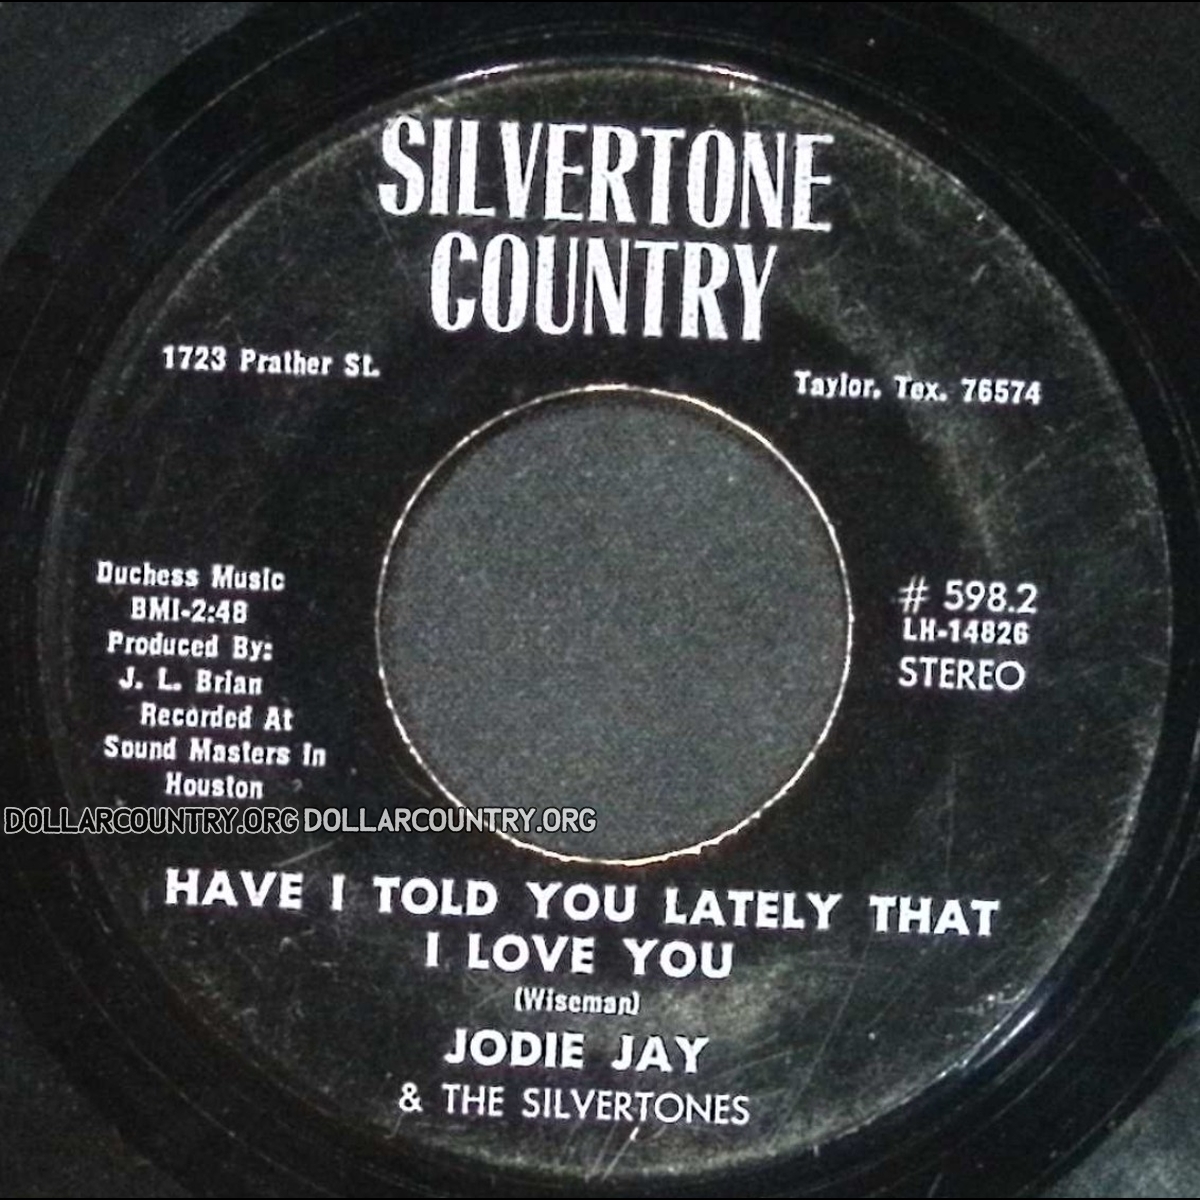 SILVERTONE
COUNTRY
1723 Prather St.
Taylor, Tex. 76574
Duchess Music
BMI-2:48
Produced By:
J. L. Brian
Recorded At
Sound Masters In
Houston
# 598.2
LH-14826
STEREO
DOLLARCOUNTRY.ORG DOLLARCOUNTRY.ORG
HAVE I TOLD YOU LATELY THAT
I LOVE YOU
(Wiseman)
JODIE JAY
& THE SILVERTONES